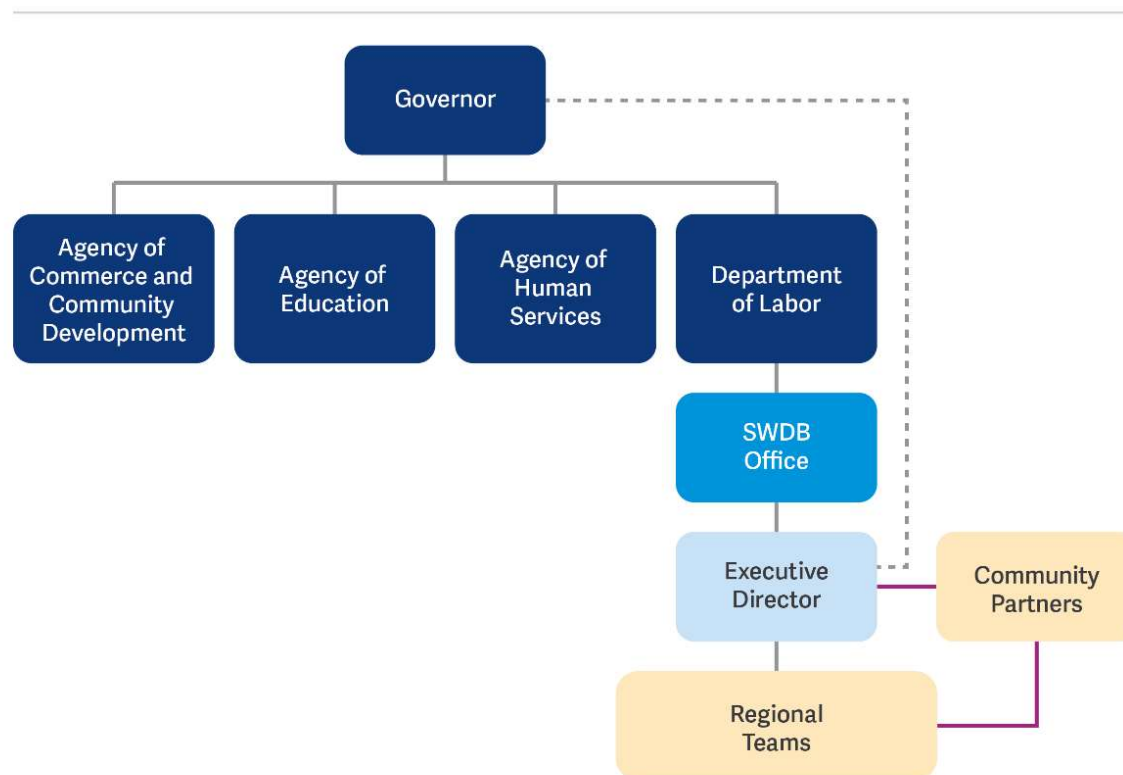 Governor
Agency of
Commerce and
Community
Development
Agency of
Education
Agency of
Human
Services
Department
of Labor
SWDB
Office
Executive
Director
Community
Partners
Regional
Teams